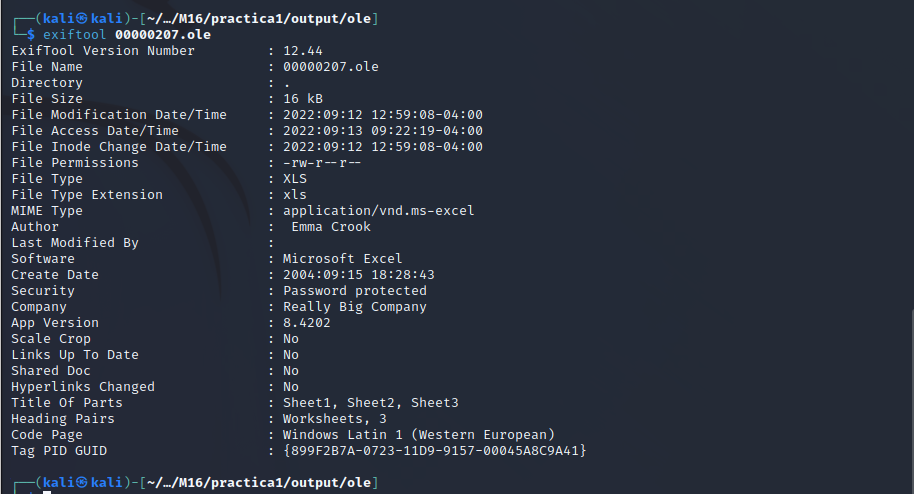 ┌──(kali㉿kali)-[~/…/M16/practica1/output/ole]
└─$ exiftool 00000207.ole
ExifTool Version Number : 12.44
File Name : 00000207.ole
Directory : .
File Size : 16 kB
File Modification Date/Time : 2022:09:12 12:59:08-04:00
File Access Date/Time : 2022:09:13 09:22:19-04:00
File Inode Change Date/Time : 2022:09:12 12:59:08-04:00
File Permissions : -rw-r--r--
File Type : XLS
File Type Extension : xls
MIME Type : application/vnd.ms-excel
Author : Emma Crook
Last Modified By :
Software : Microsoft Excel
Create Date : 2004:09:15 18:28:43
Security : Password protected
Company : Really Big Company
App Version : 8.4202
Scale Crop : No
Links Up To Date : No
Shared Doc : No
Hyperlinks Changed : No
Title Of Parts : Sheet1, Sheet2, Sheet3
Heading Pairs : Worksheets, 3
Code Page : Windows Latin 1 (Western European)
Tag PID GUID : {899F2B7A-0723-11D9-9157-00045A8C9A41}
┌──(kali㉿kali)-[~/…/M16/practica1/output/ole]